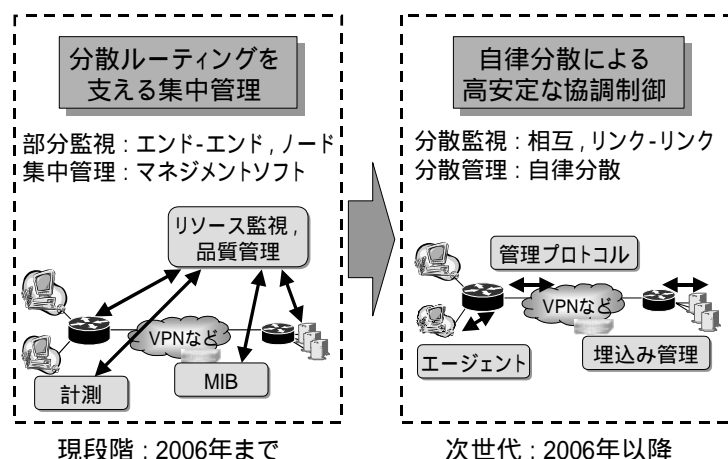 分散ルーティングを
支える集中管理
部分監視：エンド-エンド，ノード
集中管理：マネジメントソフト
リソース監視，
品質管理
VPNなど
計測
MIB
現段階：2006年まで
自律分散による
高安定な協調制御
分散監視：相互，リンク-リンク
分散管理：自律分散
管理プロトコル
VPNなど
エージェント
埋込み管理
次世代：2006年以降